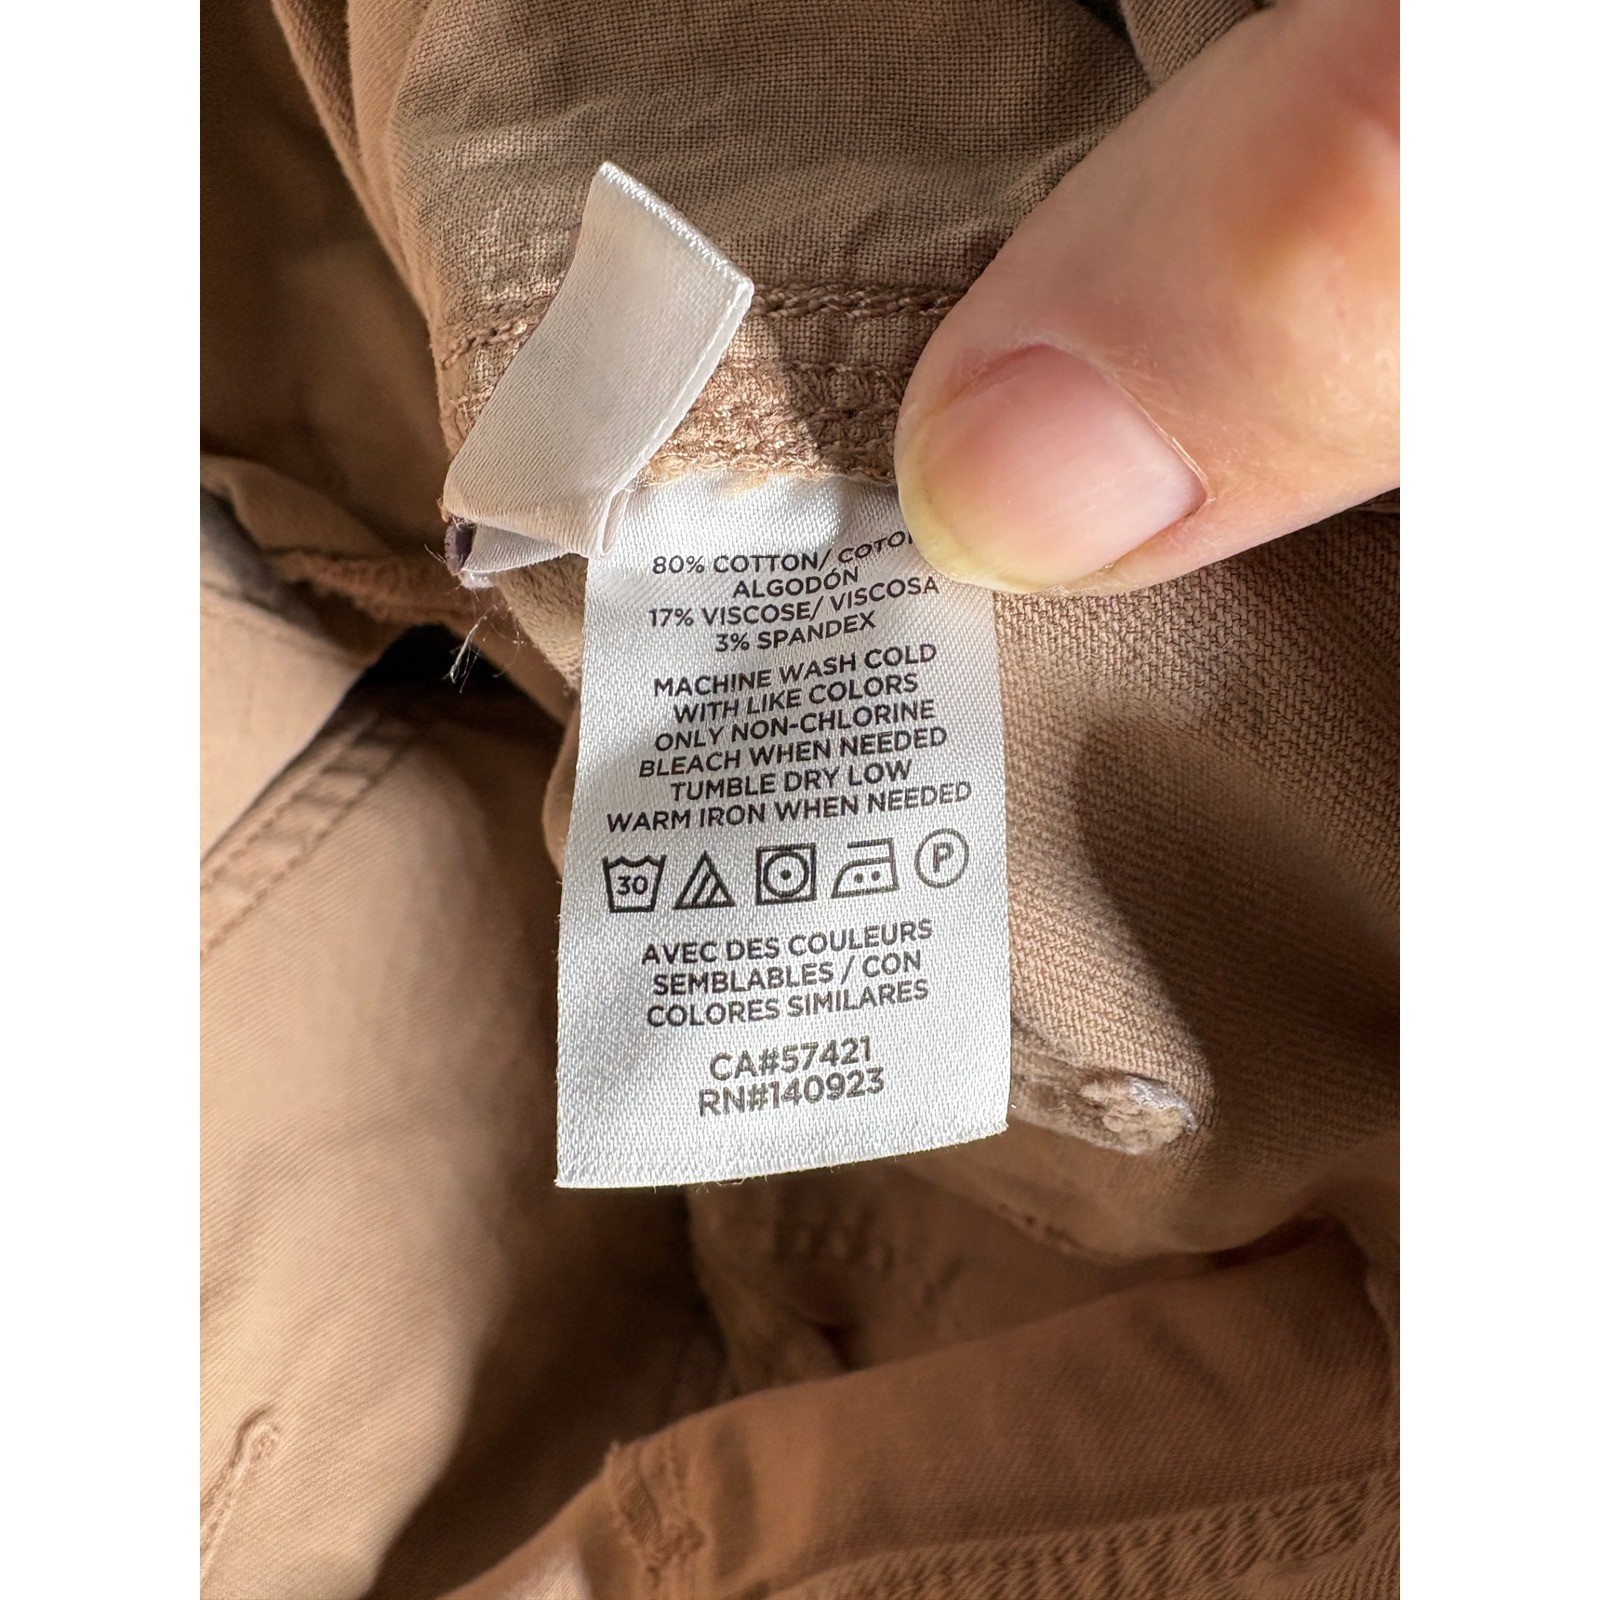 80% COTTON/
ALGODÓN
17% VISCOSE/ VISCOSA
3% SPANDEX
MACHINE WASH COLD
WITH LIKE COLORS
ONLY NON-CHLORINE
BLEACH WHEN NEEDED
TUMBLE DRY LOW
WARM IRON WHEN NEEDED
30 P
AVEC DES COULEURS
SEMBLABLES / CON
COLORES SIMILARES
CA#57421
RN#140923